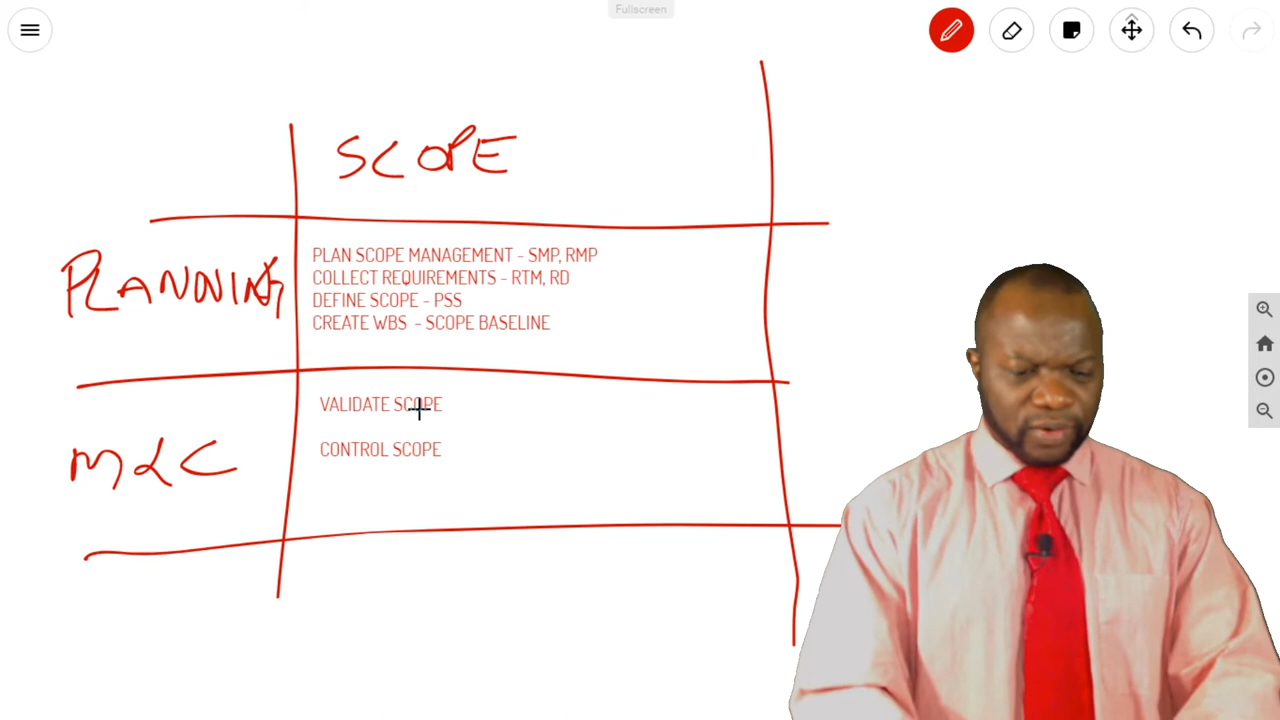 Fullscreen
SCOPE
PLANNING
PLAN SCOPE MANAGEMENT - SMP, RMP
COLLECT REQUIREMENTS - RTM, RD
DEFINE SCOPE - PSS
CREATE WBS - SCOPE BASELINE
M&C
VALIDATE SCOPE
CONTROL SCOPE